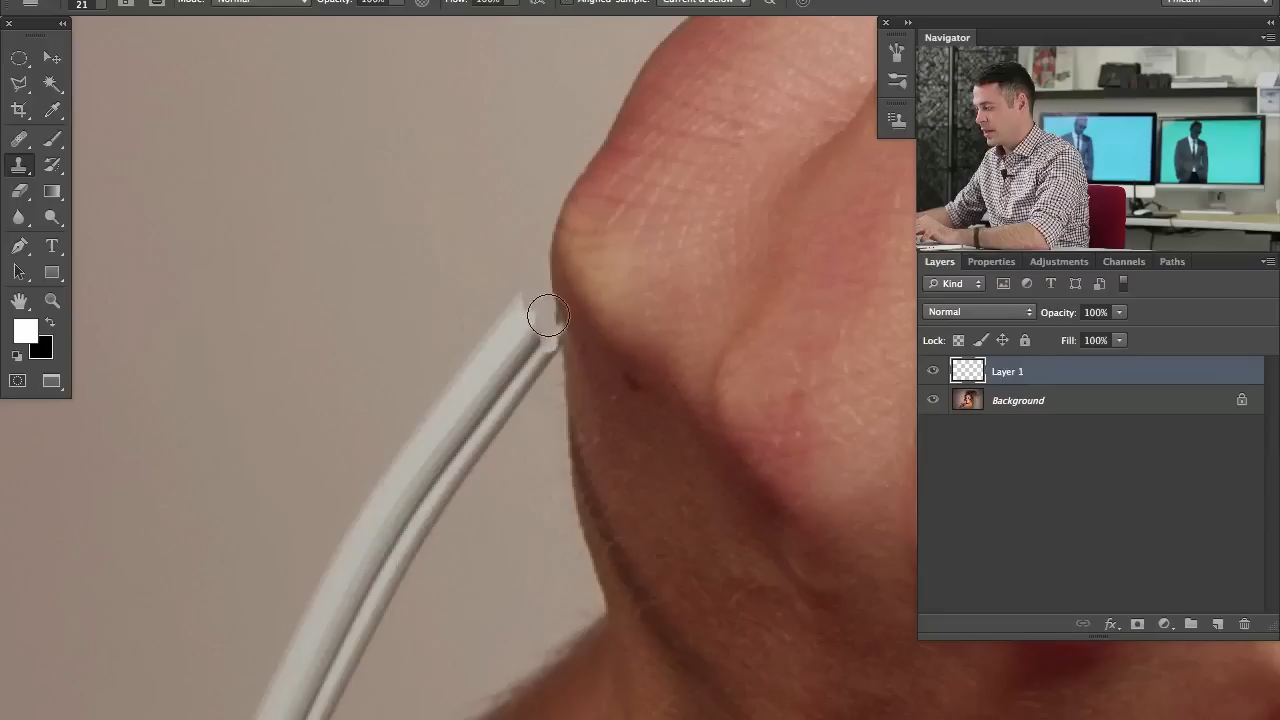 21 Mode: Normal Opacity: 100% Flow: 100% Aligned Sample: Current & Below
Navigator
Layers Properties Adjustments Channels Paths
Kind
Normal Opacity: 100%
Lock: Fill: 100%
Layer 1
Background
T
fx